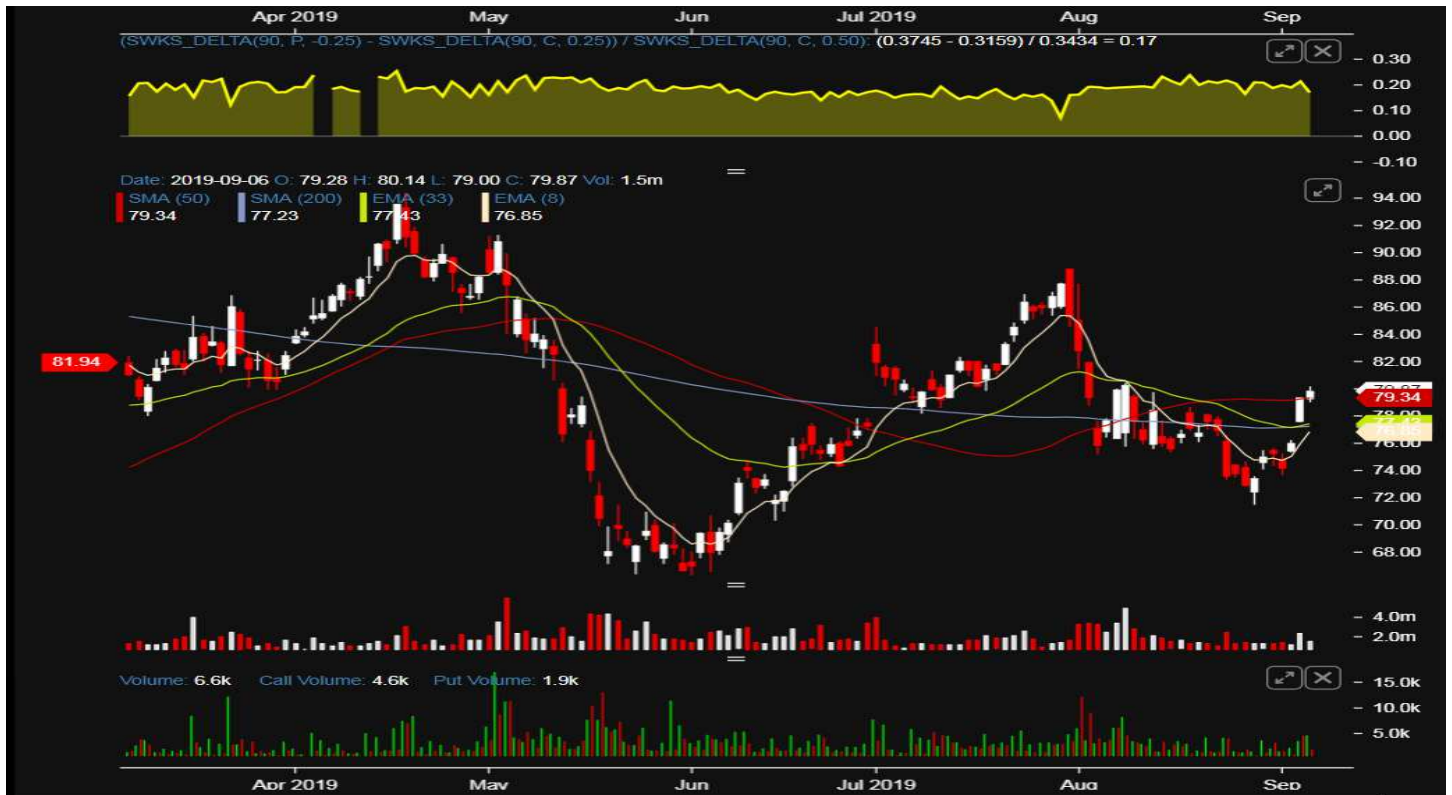 Apr 2019 May Jun Jul 2019 Aug Sep
(SWKS_DELTA(90, P, -0.25) - SWKS_DELTA(90, C, 0.25)) / SWKS_DELTA(90, C, 0.50): (0.3745 - 0.3159) / 0.3434 = 0.17
0.30
0.20
0.10
0.00
-0.10
Date: 2019-09-06 O: 79.28 H: 80.14 L: 79.00 C: 79.87 Vol: 1.5m
SMA (50) SMA (200) EMA (33) EMA (8)
79.34 77.23 77.43 76.85
94.00
92.00
90.00
88.00
86.00
84.00
81.94
82.00
79.34
78.00
76.85
76.00
74.00
72.00
70.00
68.00
4.0m
2.0m
Volume: 6.6k Call Volume: 4.6k Put Volume: 1.9k
15.0k
10.0k
5.0k
Apr 2019 May Jun Jul 2019 Aug Sep